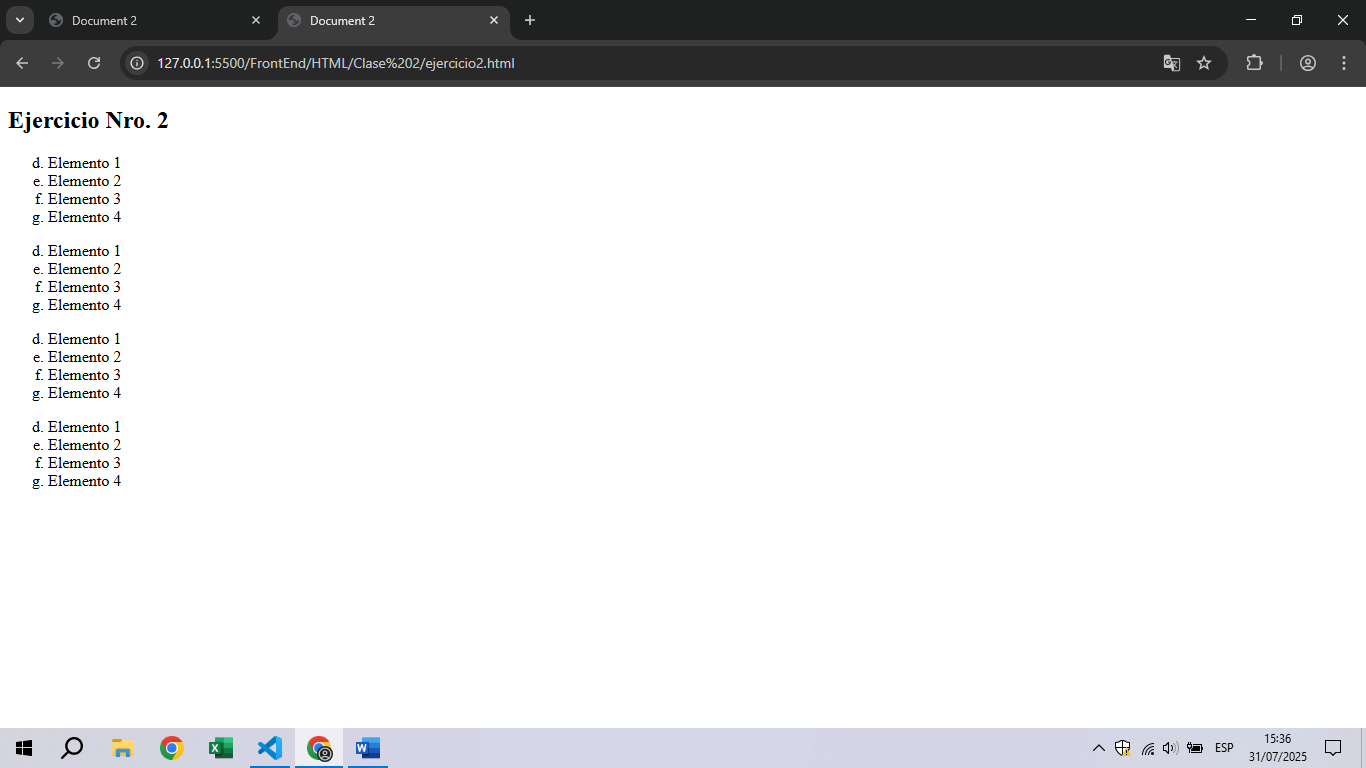 Document 2
Document 2
127.0.0.1:5500/FrontEnd/HTML/Clase%202/ejercicio2.html
Ejercicio Nro. 2
d. Elemento 1
e. Elemento 2
f. Elemento 3
g. Elemento 4
d. Elemento 1
e. Elemento 2
f. Elemento 3
g. Elemento 4
d. Elemento 1
e. Elemento 2
f. Elemento 3
g. Elemento 4
d. Elemento 1
e. Elemento 2
f. Elemento 3
g. Elemento 4
ESP
15:36
31/07/2025